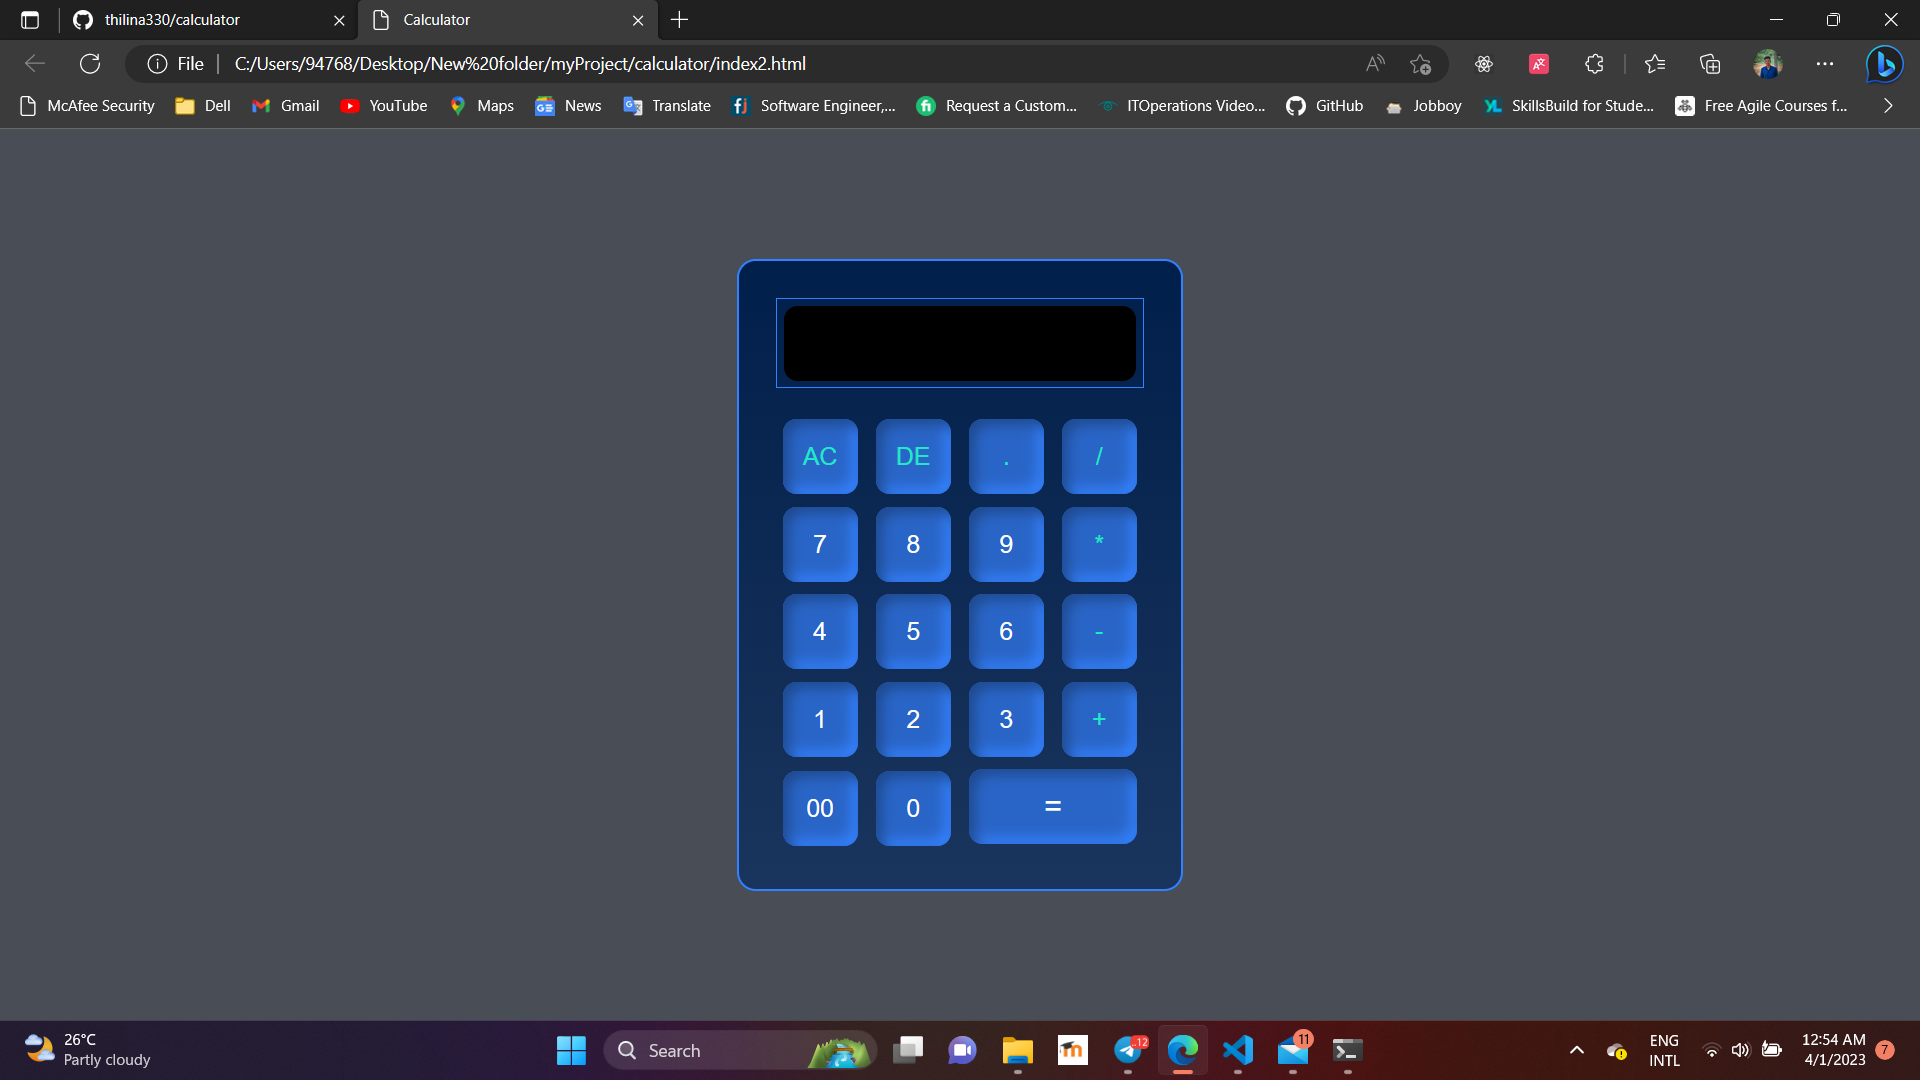 thilina330/calculator
Calculator
File
C:/Users/94768/Desktop/New%20folder/myProject/calculator/index2.html
McAfee Security
Dell
Gmail
YouTube
Maps
News
Translate
Software Engineer,...
Request a Custom...
ITOperations Video...
GitHub
Jobboy
SkillsBuild for Stude...
Free Agile Courses f...
AC DE . /
7 8 9 *
4 5 6 -
1 2 3 +
00 0 =
26°C
Partly cloudy
Search
12
11
ENG
INTL
12:54 AM
4/1/2023
7